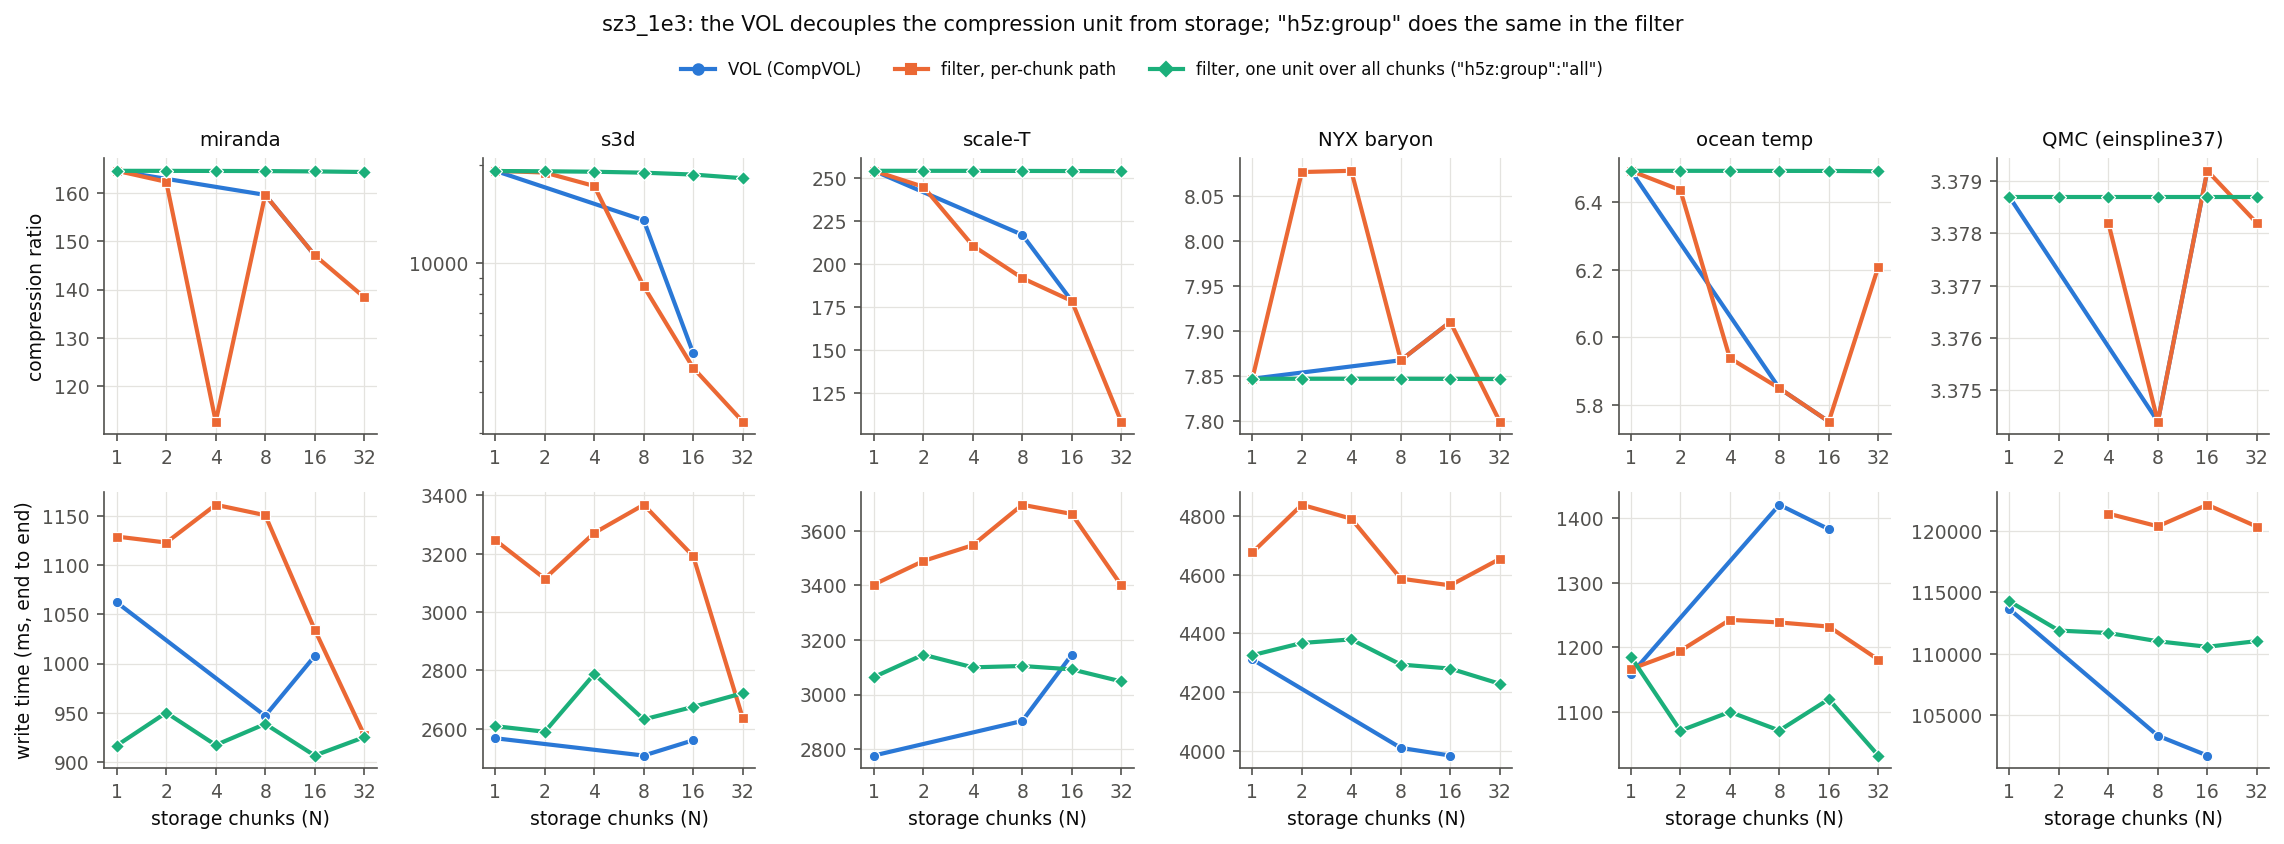 sz3_1e3: the VOL decouples the compression unit from storage; "h5z:group" does the same in the filter
VOL (CompVOL) filter, per-chunk path filter, one unit over all chunks ("h5z:group":"all")
miranda s3d scale-T NYX baryon ocean temp QMC (einspline37)
compression ratio
160
150
140
130
120
1 2 4 8 16 32
10000
1 2 4 8 16 32
250
225
200
175
150
125
1 2 4 8 16 32
8.05
8.00
7.95
7.90
7.85
7.80
1 2 4 8 16 32
6.4
6.2
6.0
5.8
1 2 4 8 16 32
3.379
3.378
3.377
3.376
3.375
1 2 4 8 16 32
write time (ms, end to end)
1150
1100
1050
1000
950
900
1 2 4 8 16 32
storage chunks (N)
3400
3200
3000
2800
2600
1 2 4 8 16 32
storage chunks (N)
3600
3400
3200
3000
2800
1 2 4 8 16 32
storage chunks (N)
4800
4600
4400
4200
4000
1 2 4 8 16 32
storage chunks (N)
1400
1300
1200
1100
1 2 4 8 16 32
storage chunks (N)
120000
115000
110000
105000
1 2 4 8 16 32
storage chunks (N)